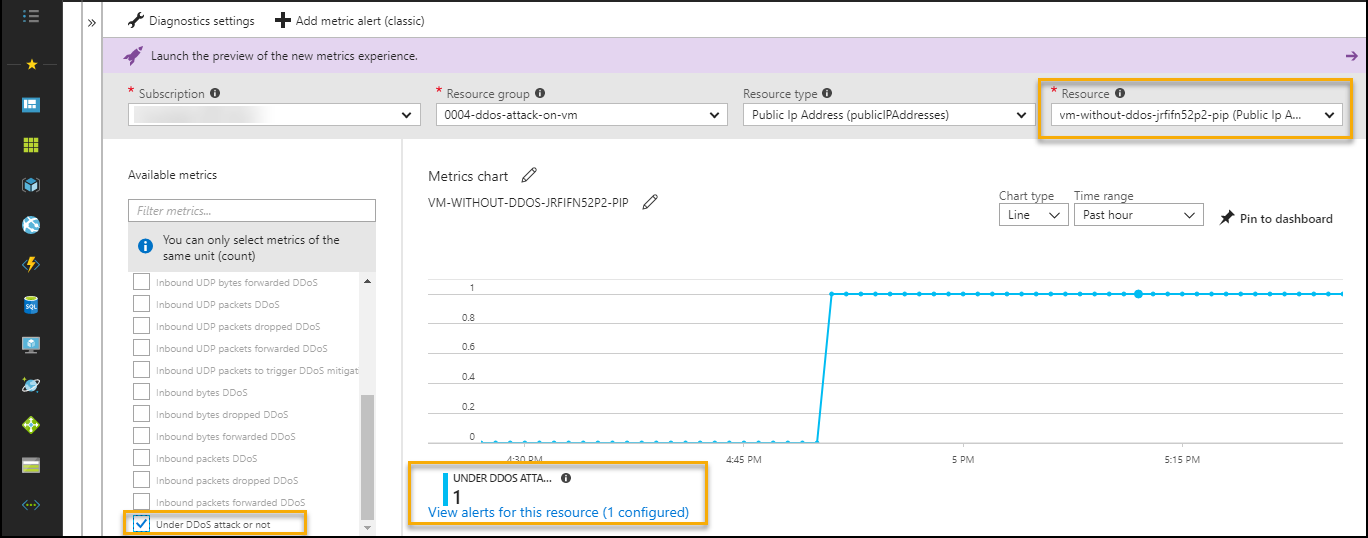 Diagnostics settings
Add metric alert (classic)
Launch the preview of the new metrics experience.
* Subscription
* Resource group
Resource type
* Resource
0004-ddos-attack-on-vm
Public Ip Address (publicIPAddresses)
vm-without-ddos-jrfifn52p2-pip (Public Ip A...
Available metrics
Filter metrics...
You can only select metrics of the
same unit (count)
Inbound UDP bytes forwarded DDoS
Inbound UDP packets DDoS
Inbound UDP packets dropped DDoS
Inbound UDP packets forwarded DDoS
Inbound UDP packets to trigger DDoS mitigat
Inbound bytes DDoS
Inbound bytes dropped DDoS
Inbound bytes forwarded DDoS
Inbound packets DDoS
Inbound packets dropped DDoS
Inbound packets forwarded DDoS
Under DDoS attack or not
Metrics chart
VM-WITHOUT-DDOS-JRFIFN52P2-PIP
Chart type
Time range
Line
Past hour
Pin to dashboard
1
0.8
0.6
0.4
0.2
0
4:30 PM
4:45 PM
5 PM
5:15 PM
UNDER DDOS ATTA...
1
View alerts for this resource (1 configured)
SQL